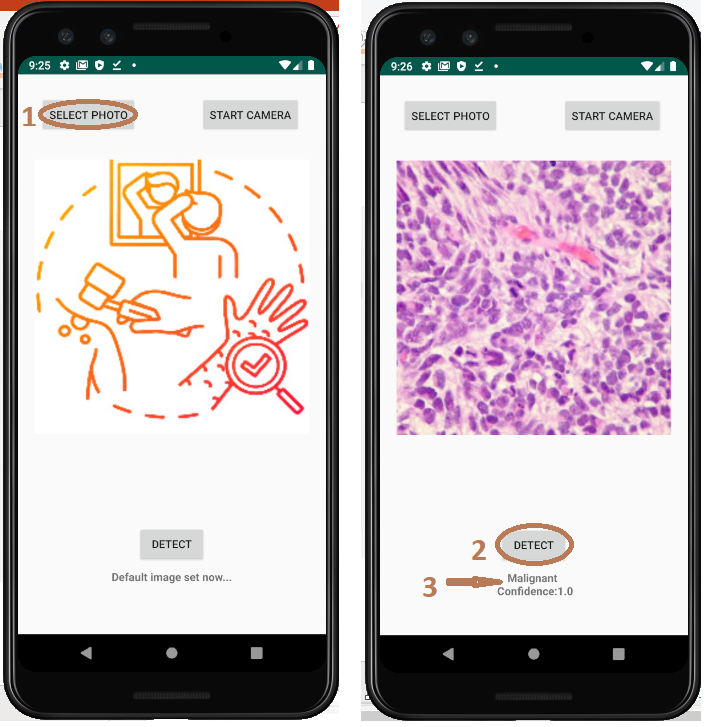 9:25
1
SELECT PHOTO
START CAMERA
DETECT
Default image set now...
9:26
SELECT PHOTO
START CAMERA
2
DETECT
3
Malignant
Confidence:1.0